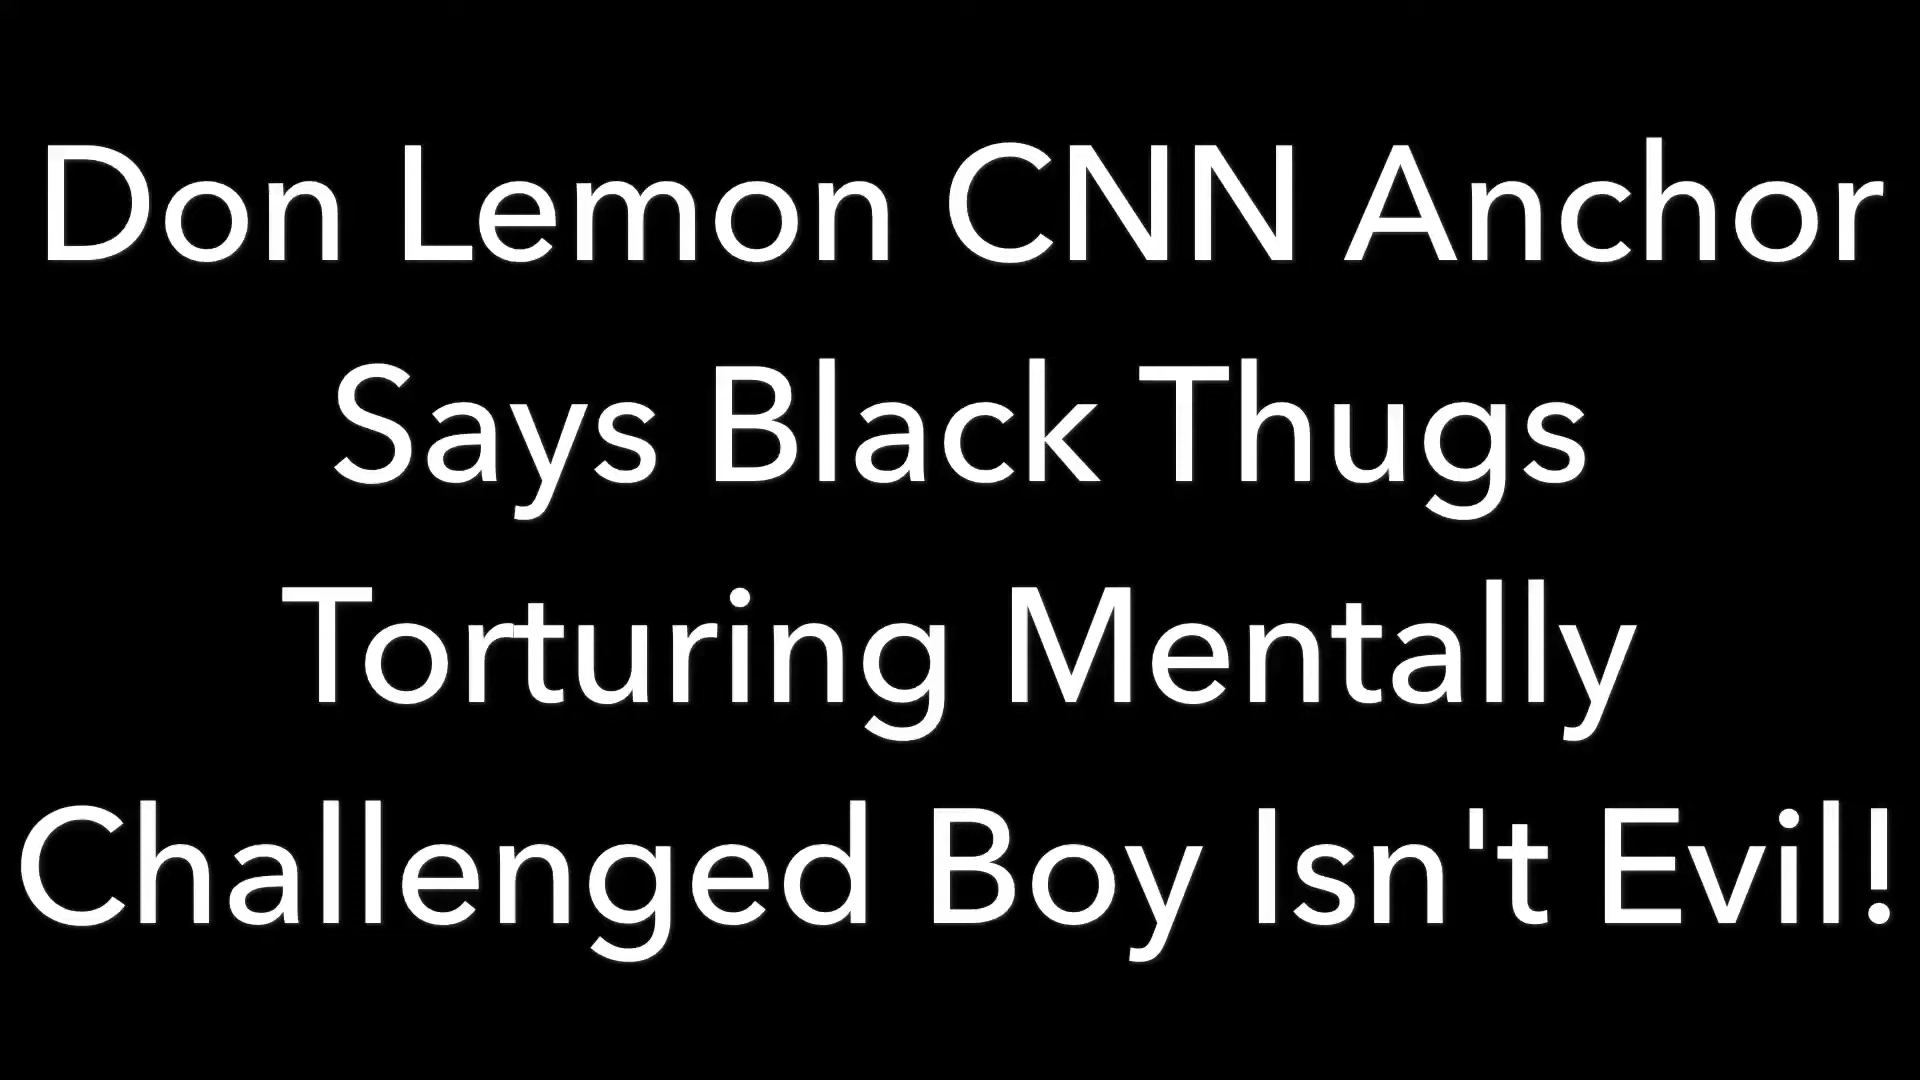 Don Lemon CNN Anchor
Says Black Thugs
Torturing Mentally
Challenged Boy Isn't Evil!